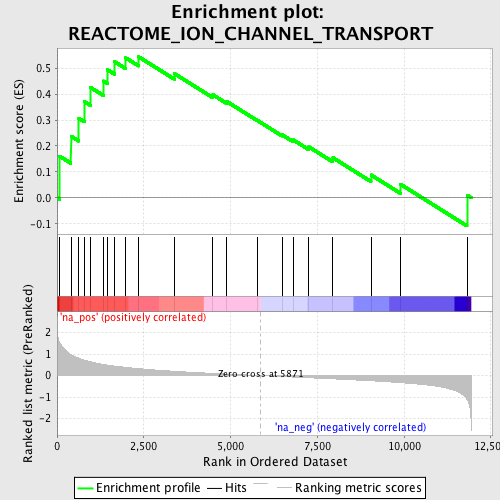 Enrichment plot:
REACTOME_ION_CHANNEL_TRANSPORT
Enrichment score (ES)
0.5
0.4
0.3
0.2
0.1
0.0
-0.1
'na_pos' (positively correlated)
Ranked list metric (PreRanked)
2
1
0
-1
-2
Zero cross at 5871
'na_neg' (negatively correlated)
0
2,500
5,000
7,500
10,000
12,500
Rank in Ordered Dataset
Enrichment profile
Hits
Ranking metric scores